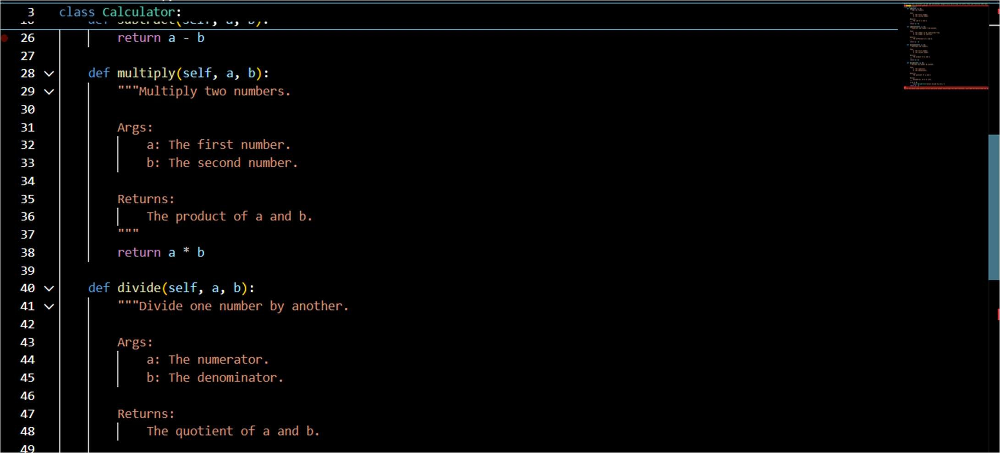 3 class Calculator:
def subtract(self, a, b):
26 return a - b
27
28 def multiply(self, a, b):
29 """Multiply two numbers.
30
31 Args:
32 a: The first number.
33 b: The second number.
34
35 Returns:
36 The product of a and b.
37 """
38 return a * b
39
40 def divide(self, a, b):
41 """Divide one number by another.
42
43 Args:
44 a: The numerator.
45 b: The denominator.
46
47 Returns:
48 The quotient of a and b.
49